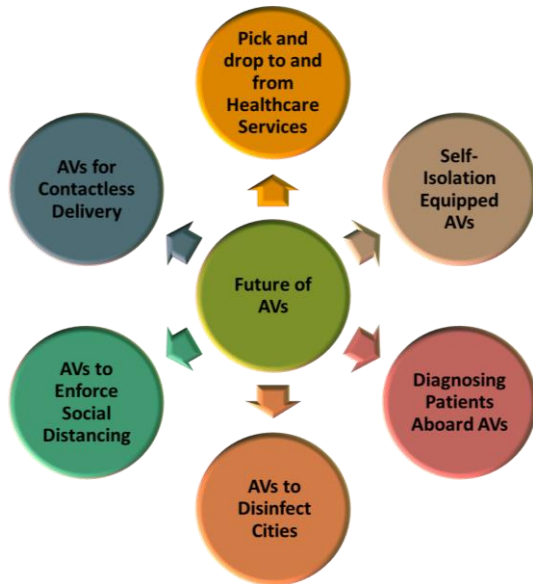 Pick and
drop to and
from
Healthcare
Services
AVs for
Contactless
Delivery
Self-
Isolation
Equipped
AVs
Future of
AVs
AVs to
Enforce
Social
Distancing
Diagnosing
Patients
Aboard AVs
AVs to
Disinfect
Cities